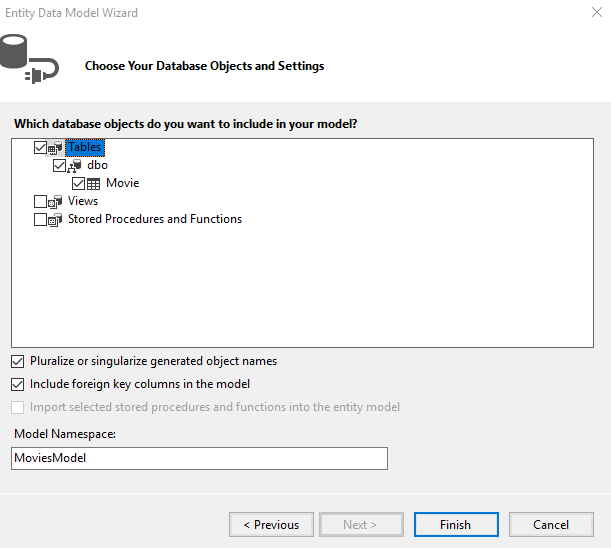 Entity Data Model Wizard
Choose Your Database Objects and Settings
Which database objects do you want to include in your model?
Tables
dbo
Movie
Views
Stored Procedures and Functions
Pluralize or singularize generated object names
Include foreign key columns in the model
Import selected stored procedures and functions into the entity model
Model Namespace:
MoviesModel
< Previous
Next >
Finish
Cancel